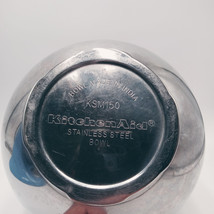 KSM150
KitchenAid®
STAINLESS STEEL
BOWL